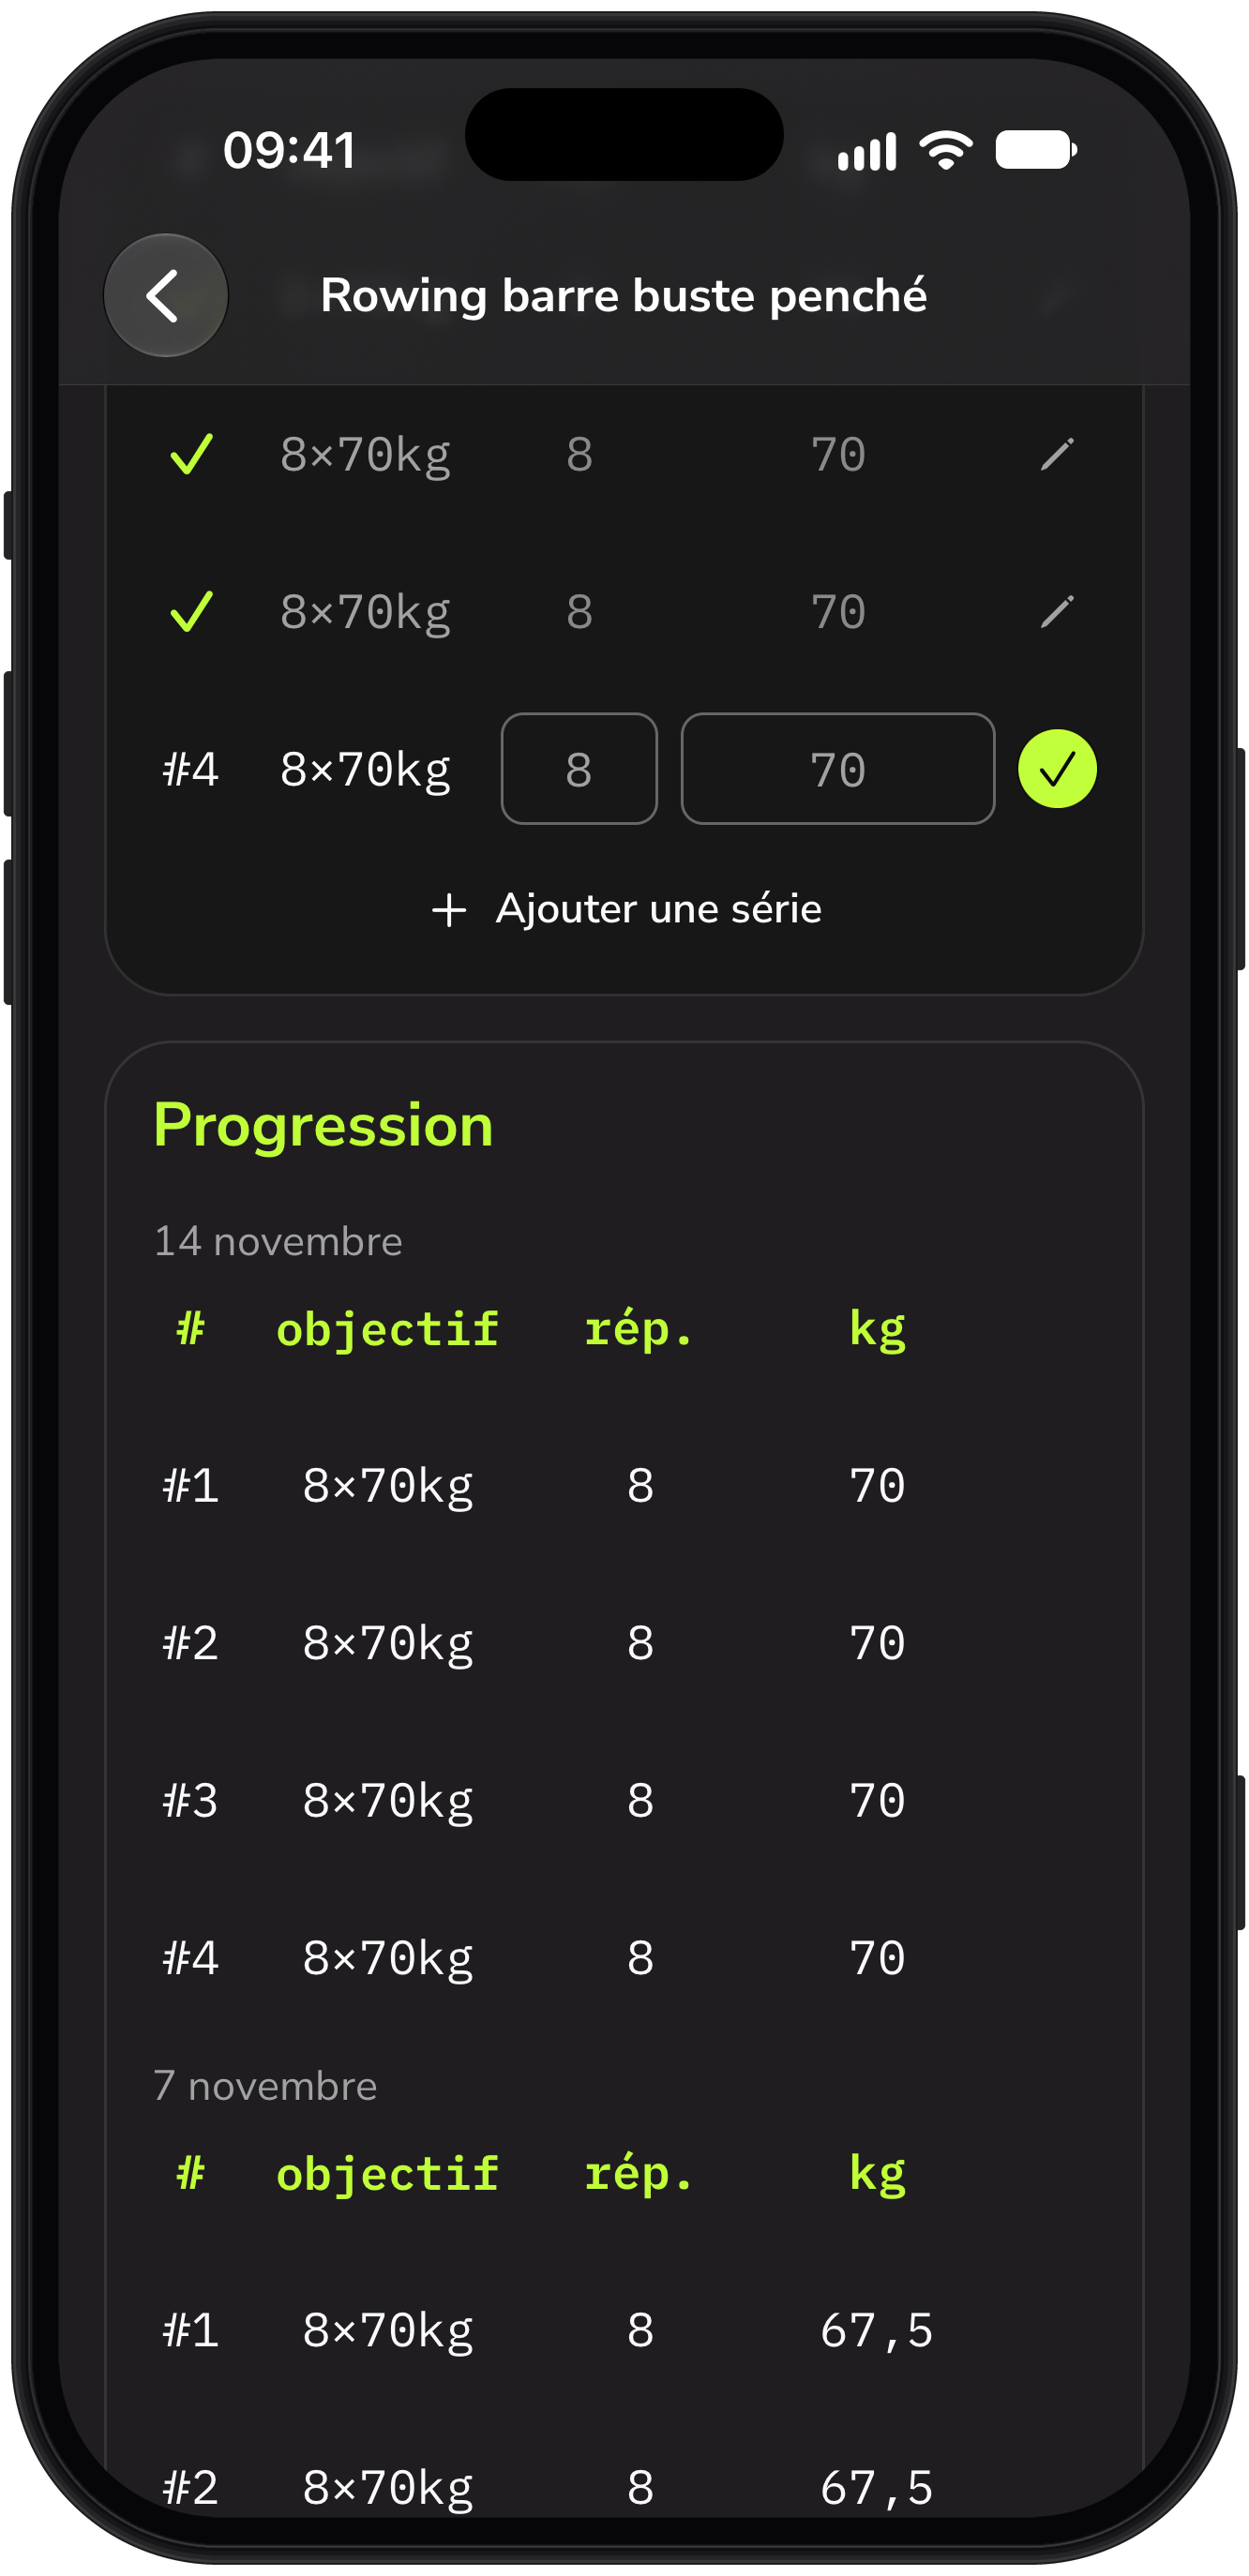 09:41
Rowing barre buste penché
8×70kg 8 70
8×70kg 8 70
#4 8×70kg 8 70
+ Ajouter une série
Progression
14 novembre
# objectif rép. kg
#1 8×70kg 8 70
#2 8×70kg 8 70
#3 8×70kg 8 70
#4 8×70kg 8 70
7 novembre
# objectif rép. kg
#1 8×70kg 8 67,5
#2 8×70kg 8 67,5